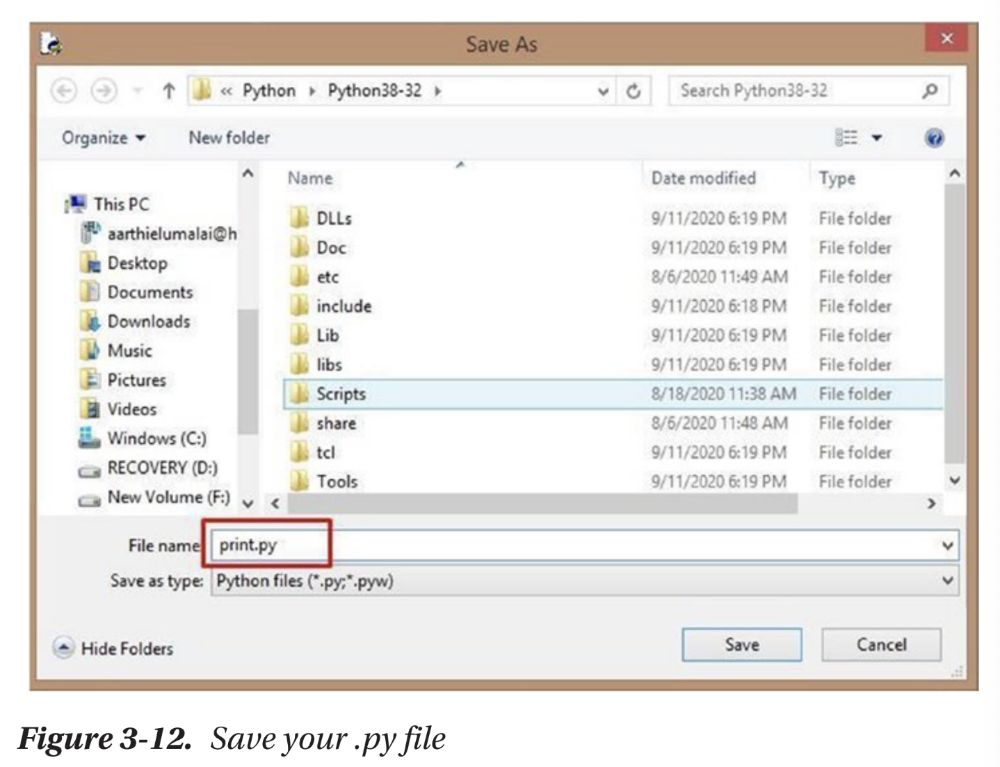 Save As
« Python Python38-32
Search Python38-32
Organize
New folder
Name Date modified Type
This PC
aarthielumalai@h
Desktop
Documents
Downloads
Music
Pictures
Videos
Windows (C:)
RECOVERY (D:)
New Volume (F:)
DLLs 9/11/2020 6:19 PM File folder
Doc 9/11/2020 6:19 PM File folder
etc 8/6/2020 11:49 AM File folder
include 9/11/2020 6:18 PM File folder
Lib 9/11/2020 6:19 PM File folder
libs 9/11/2020 6:19 PM File folder
Scripts 8/18/2020 11:38 AM File folder
share 8/6/2020 11:48 AM File folder
tcl 9/11/2020 6:19 PM File folder
Tools 9/11/2020 6:19 PM File folder
File name print.py
Save as type: Python files (*.py;*.pyw)
Hide Folders
Save
Cancel
Figure 3-12. Save your .py file